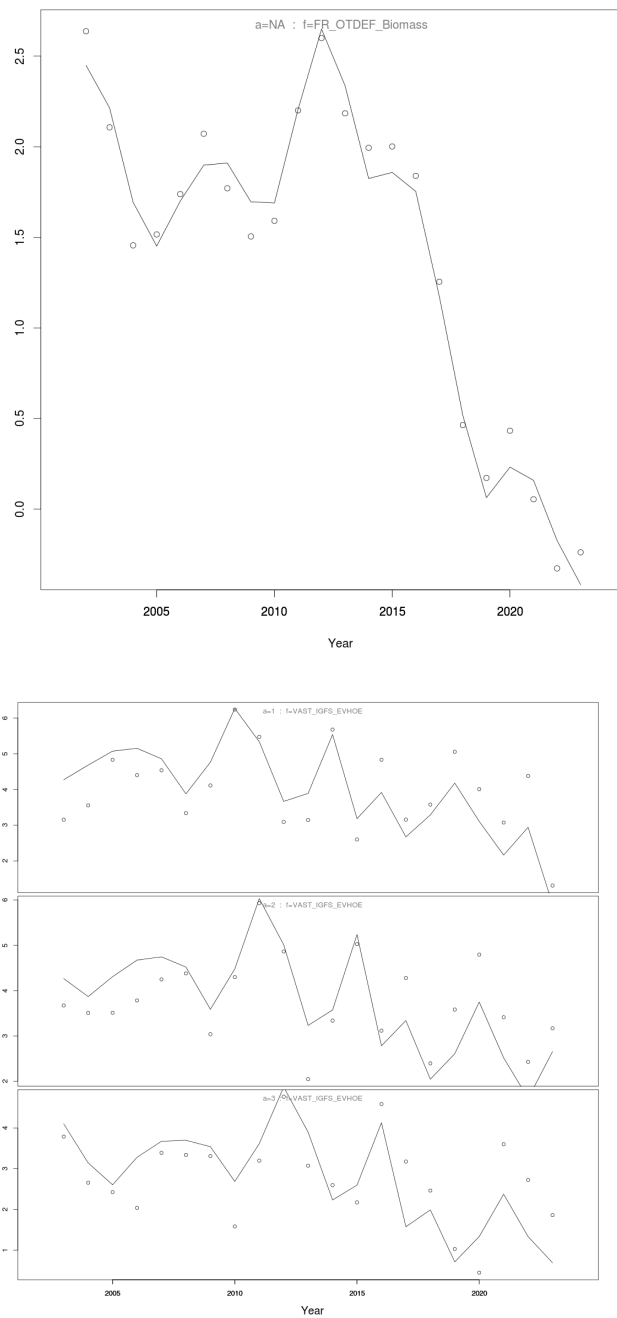 a=NA : f=FR_OTDEF_Biomass
2.5
2.0
1.5
1.0
0.5
0.0
2005 2010 2015 2020
Year
a=1 : f=VAST_IGFS_EVHOE
6
5
4
3
2
a=2 : f=VAST_IGFS_EVHOE
6
5
4
3
2
a=3 : f=VAST_IGFS_EVHOE
4
3
2
1
2005 2010 2015 2020
Year